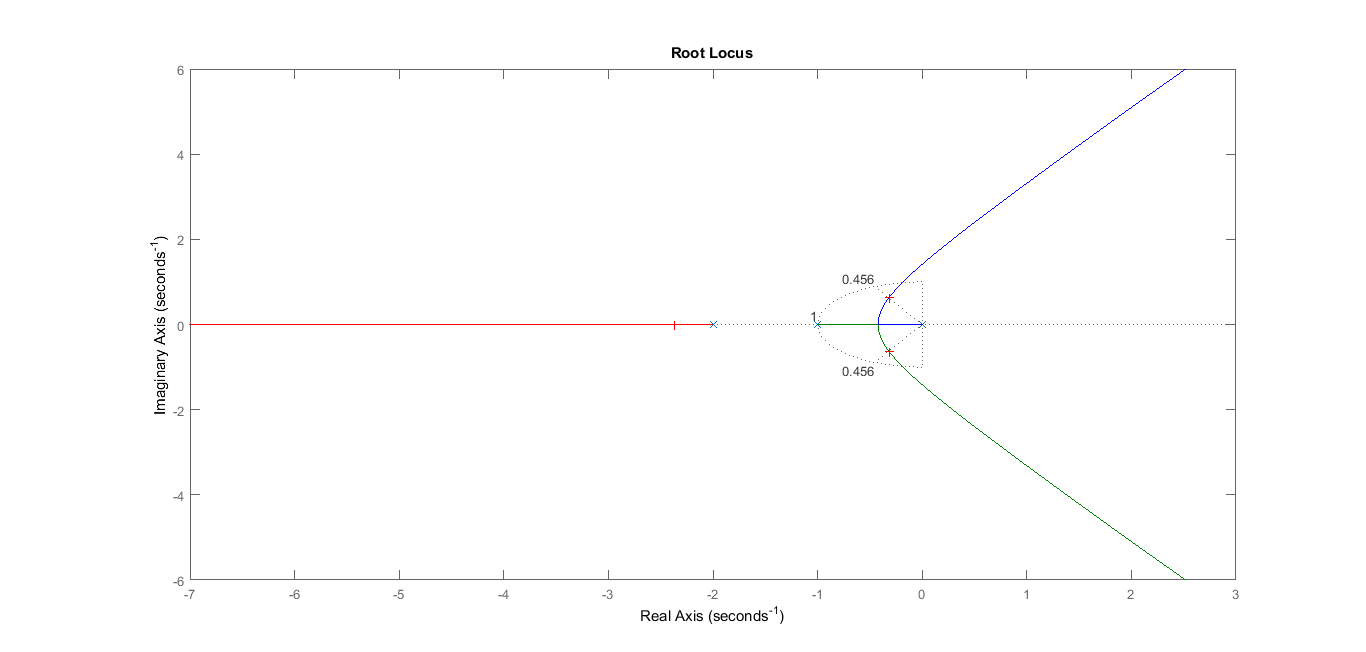 Root Locus
6
4
2
0
-2
-4
-6
Imaginary Axis (seconds⁻¹)
0.456
1
0.456
-7 -6 -5 -4 -3 -2 -1 0 1 2 3
Real Axis (seconds⁻¹)